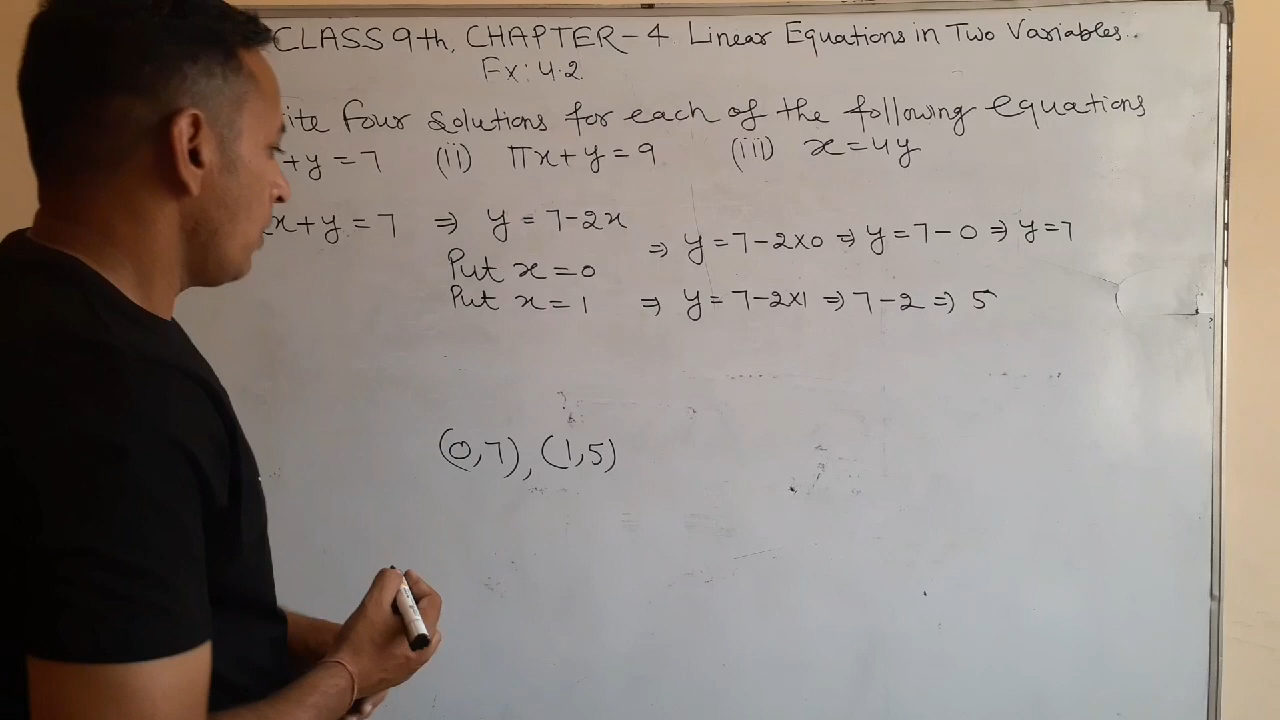 CLASS 9th, CHAPTER-4 Linear Equations in Two Variables..
Ex: 4.2.
ite four solutions for each of the following equations
+y = 7 (ii) πx+y = 9 (iii) x=4y
x+y = 7 ⇒ y = 7-2x
⇒ y = 7-2×0 ⇒ y = 7-0 ⇒ y=7
Put x = 0
Put x = 1 ⇒ y = 7-2×1 ⇒ 7-2 ⇒ 5
(0,7), (1,5)